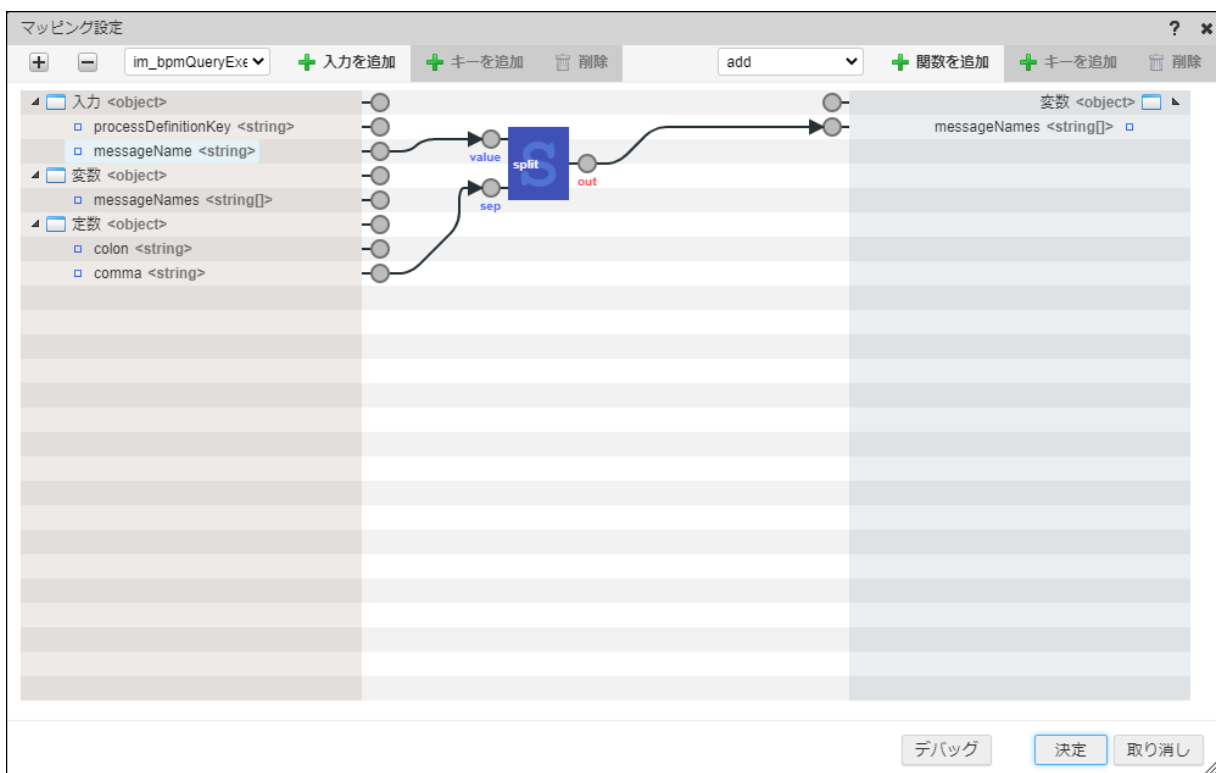 マッピング設定
? ×
im_bpmQueryExe 入力を追加 キーを追加 削除 add 関数を追加 キーを追加 削除
入力 <object>
processDefinitionKey <string>
messageName <string>
変数 <object>
messageNames <string[]>
定数 <object>
colon <string>
comma <string>
value
sep
split
S
out
変数 <object>
messageNames <string[]>
デバッグ 決定 取り消し